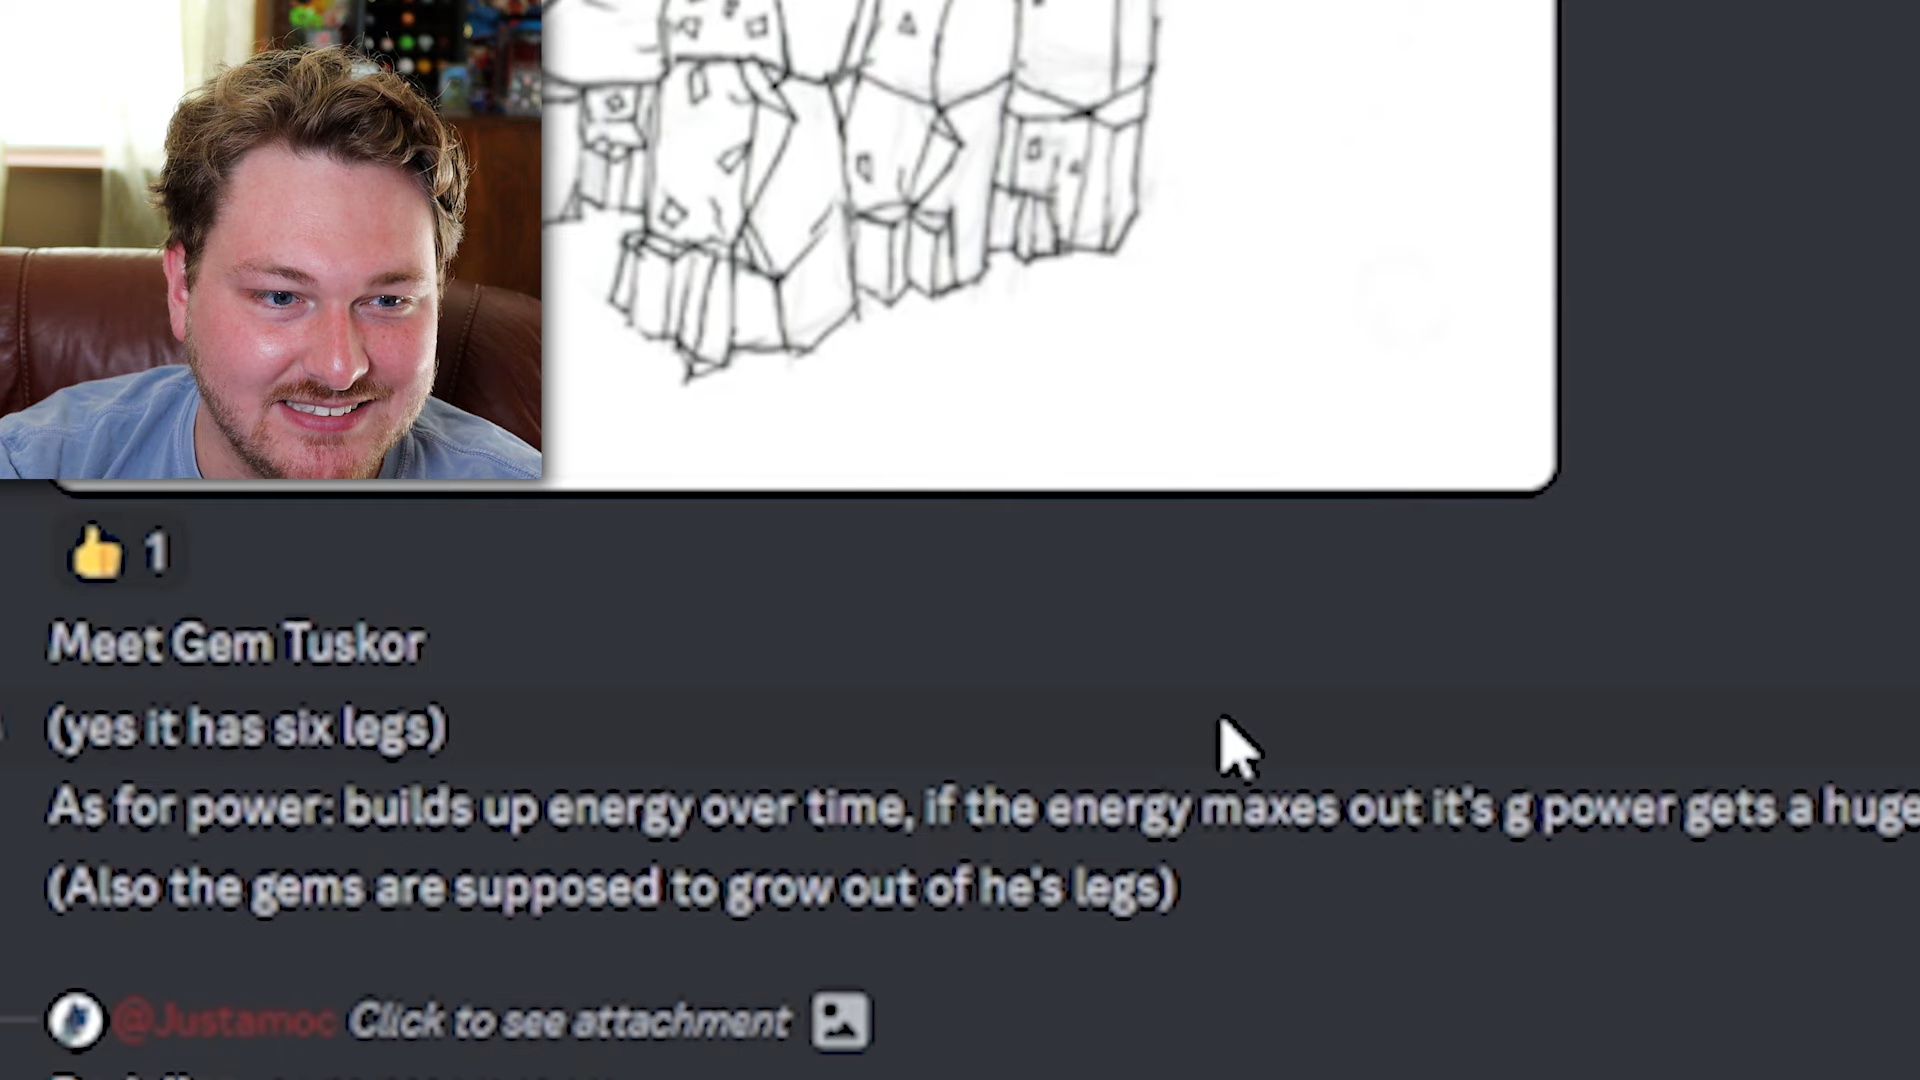 👍 1
Meet Gem Tuskor
(yes it has six legs)
As for power: builds up energy over time, if the energy maxes out it's g power gets a huge
(Also the gems are supposed to grow out of he's legs)
@Justamoc Click to see attachment